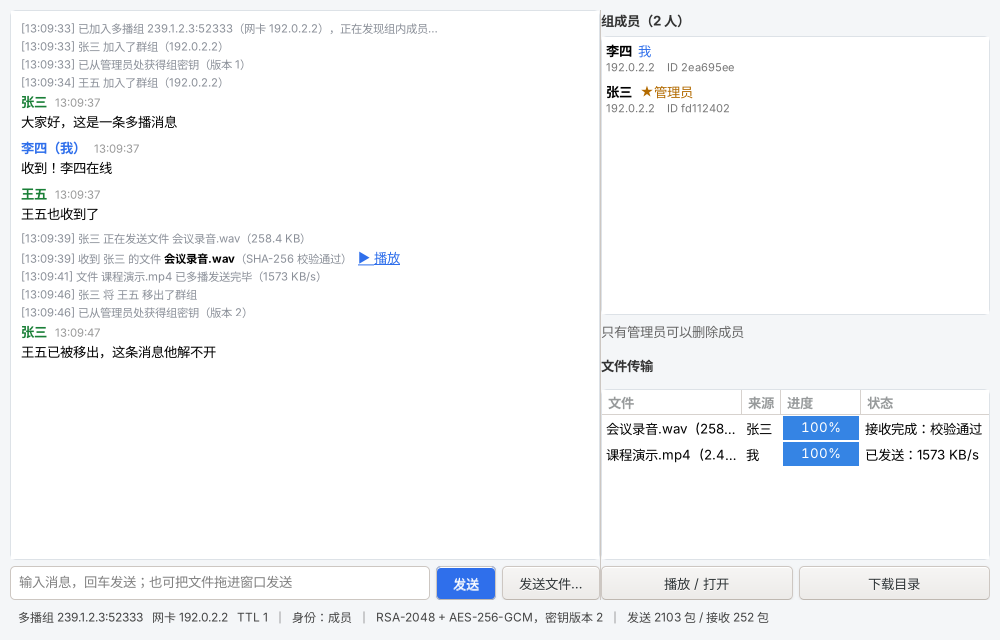 [13:09:33] 已加入多播组 239.1.2.3:52333（网卡 192.0.2.2），正在发现组内成员...
[13:09:33] 张三 加入了群组（192.0.2.2）
[13:09:33] 已从管理员处获得组密钥（版本 1）
[13:09:34] 王五 加入了群组（192.0.2.2）
张三 13:09:37
大家好，这是一条多播消息
李四（我） 13:09:37
收到！李四在线
王五 13:09:37
王五也收到了
[13:09:39] 张三 正在发送文件 会议录音.wav（258.4 KB）
[13:09:39] 收到 张三 的文件 会议录音.wav（SHA-256 校验通过） ▶ 播放
[13:09:41] 文件 课程演示.mp4 已多播发送完毕（1573 KB/s）
[13:09:46] 张三 将 王五 移出了群组
[13:09:46] 已从管理员处获得组密钥（版本 2）
张三 13:09:47
王五已被移出，这条消息他解不开
组成员（2 人）
李四 我
192.0.2.2 ID 2ea695ee
张三 ★管理员
192.0.2.2 ID fd112402
只有管理员可以删除成员
文件传输
文件 来源 进度 状态
会议录音.wav（258... 张三 100% 接收完成：校验通过
课程演示.mp4（2.4... 我 100% 已发送：1573 KB/s
输入消息，回车发送；也可把文件拖进窗口发送 发送 发送文件... 播放 / 打开 下载目录
多播组 239.1.2.3:52333 网卡 192.0.2.2 TTL 1 | 身份：成员 | RSA-2048 + AES-256-GCM，密钥版本 2 | 发送 2103 包 / 接收 252 包